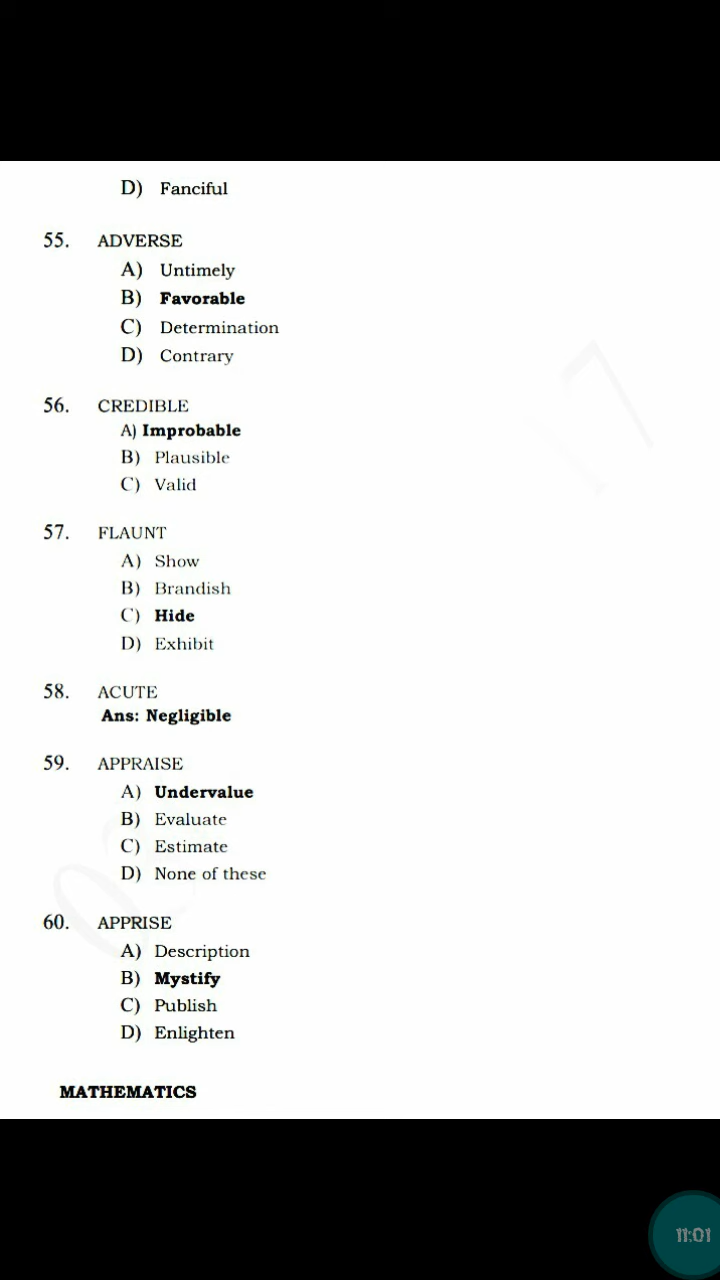 D) Fanciful
55. ADVERSE
A) Untimely
B) Favorable
C) Determination
D) Contrary
56. CREDIBLE
A) Improbable
B) Plausible
C) Valid
57. FLAUNT
A) Show
B) Brandish
C) Hide
D) Exhibit
58. ACUTE
Ans: Negligible
59. APPRAISE
A) Undervalue
B) Evaluate
C) Estimate
D) None of these
60. APPRISE
A) Description
B) Mystify
C) Publish
D) Enlighten
MATHEMATICS
11:01